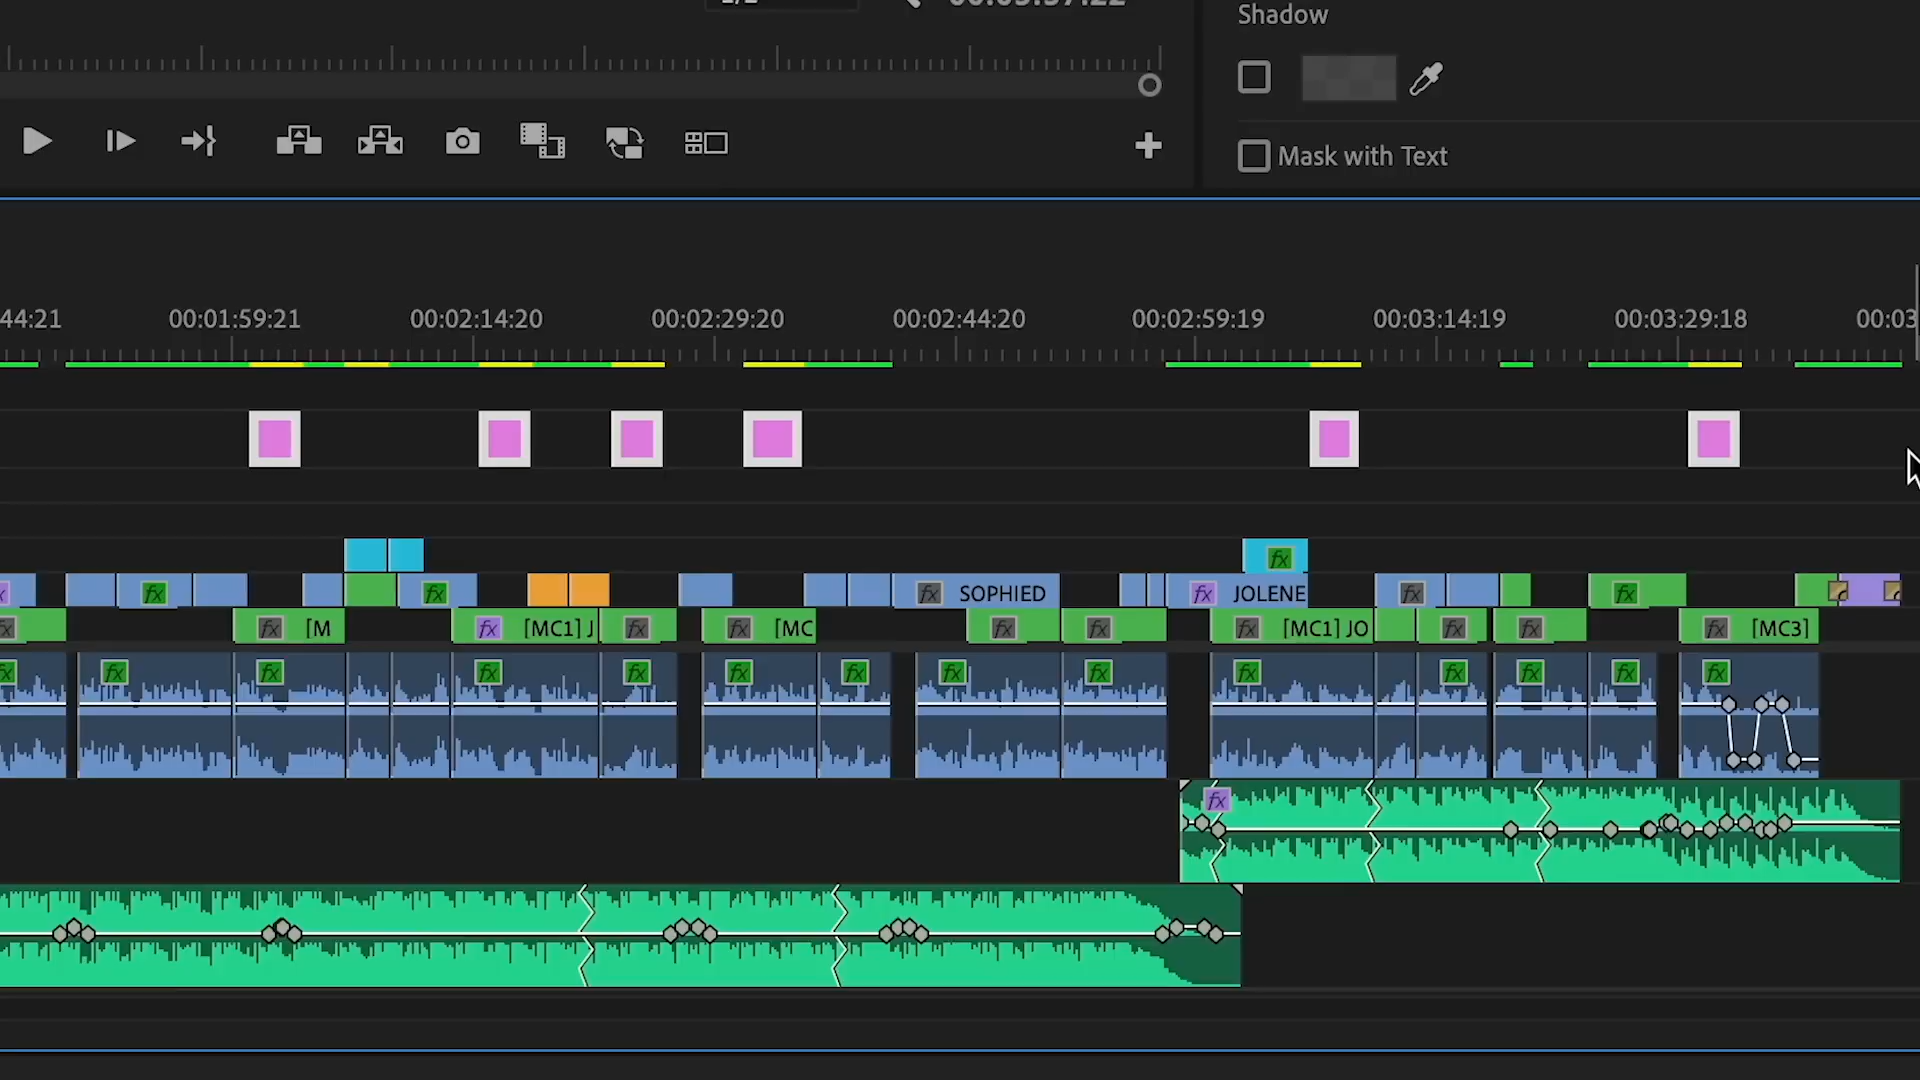 Shadow
Mask with Text
44:21 00:01:59:21 00:02:14:20 00:02:29:20 00:02:44:20 00:02:59:19 00:03:14:19 00:03:29:18 00:03
fx fx
fx fx fx SOPHIED fx JOLENE fx fx
fx fx [M fx [MC1] J fx fx [MC fx fx fx [MC1] JO fx fx fx [MC3]
fx fx fx fx fx fx fx fx fx fx fx fx fx fx
fx